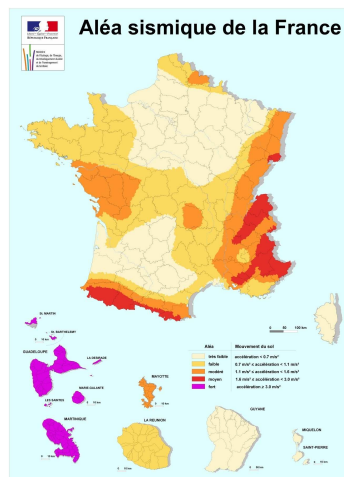 Aléa sismique de la France
RÉPUBLIQUE FRANÇAISE
0 50 100 km
St. MARTIN
St. BARTHELEMY
GUADELOUPE
LA DESIRADE
MARIE GALANTE
LES SAINTES
MARTINIQUE
MAYOTTE
LA REUNION
GUYANE
MIQUELON
SAINT-PIERRE
Aléa Mouvement du sol
très faible accélération < 0.7 m/s²
faible 0.7 m/s² ≤ accélération < 1.1 m/s²
modéré 1.1 m/s² ≤ accélération < 1.6 m/s²
moyen 1.6 m/s² ≤ accélération < 3.0 m/s²
fort accélération ≥ 3.0 m/s²